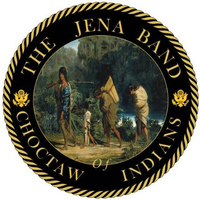 THE JENA BAND
Of
CHOCTAW INDIANS